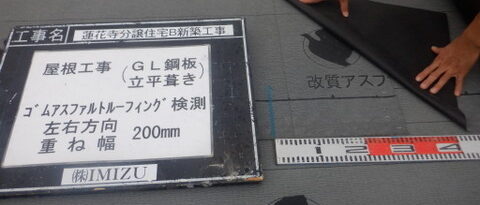 工事名 蓮花寺分譲住宅B新築工事
屋根工事 (GL鋼板 立平葺き)
ゴムアスファルトルーフィング検測
左右方向
重ね幅 200mm
㈱IMIZU
改質アスフ
1 2 3 4